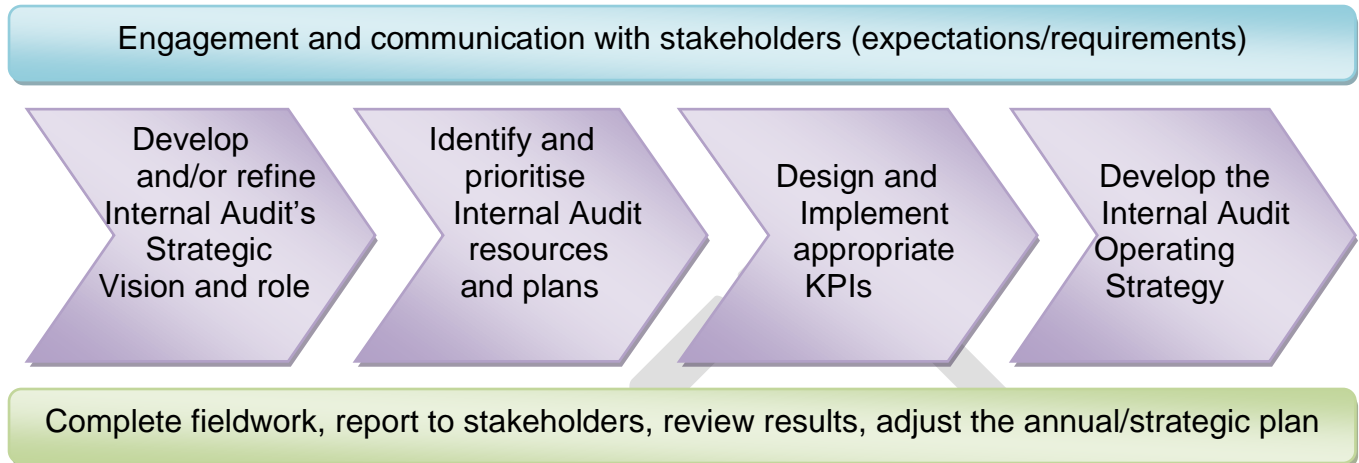 Engagement and communication with stakeholders (expectations/requirements)
Develop
and/or refine
Internal Audit's
Strategic
Vision and role
Identify and
prioritise
Internal Audit
resources
and plans
Design and
Implement
appropriate
KPIs
Develop the
Internal Audit
Operating
Strategy
Complete fieldwork, report to stakeholders, review results, adjust the annual/strategic plan